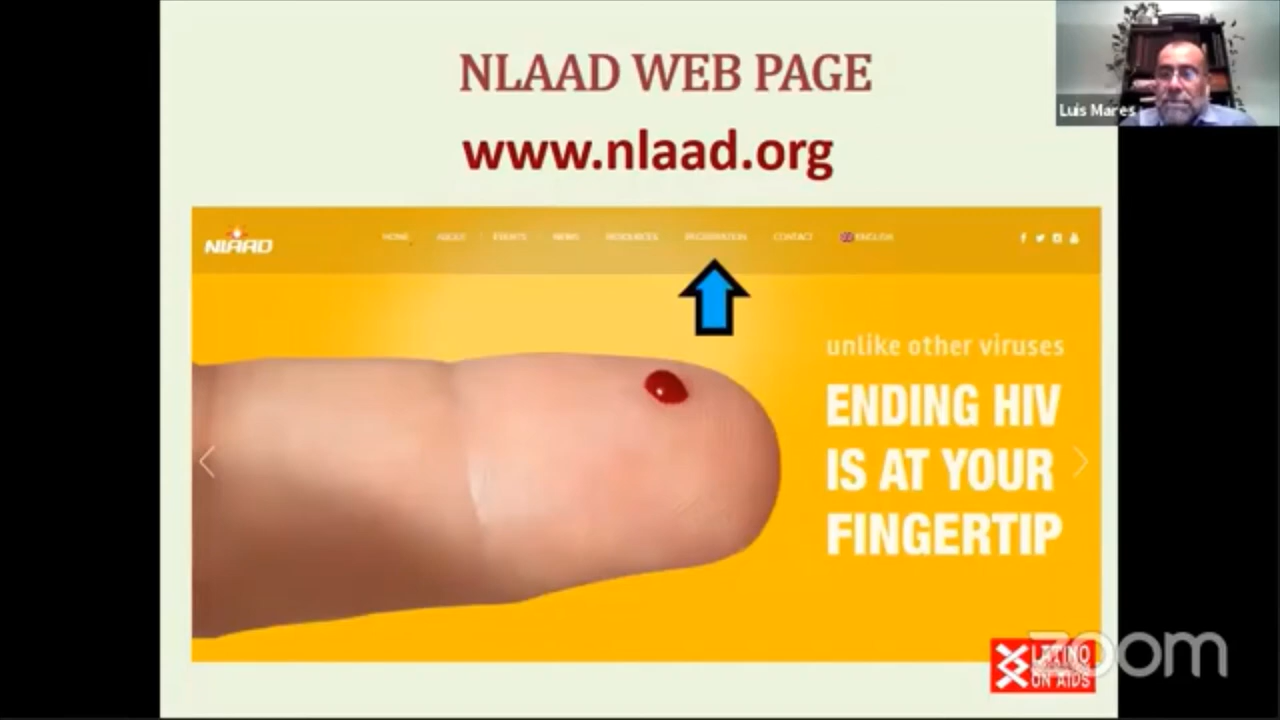 NLAAD WEB PAGE
www.nlaad.org
Luis Mares
NLAAD
HOME ABOUT EVENTS NEWS RESOURCES REGISTRATION CONTACT ENGLISH
unlike other viruses
ENDING HIV
IS AT YOUR
FINGERTIP
LATINO
ON AIDS
zoom